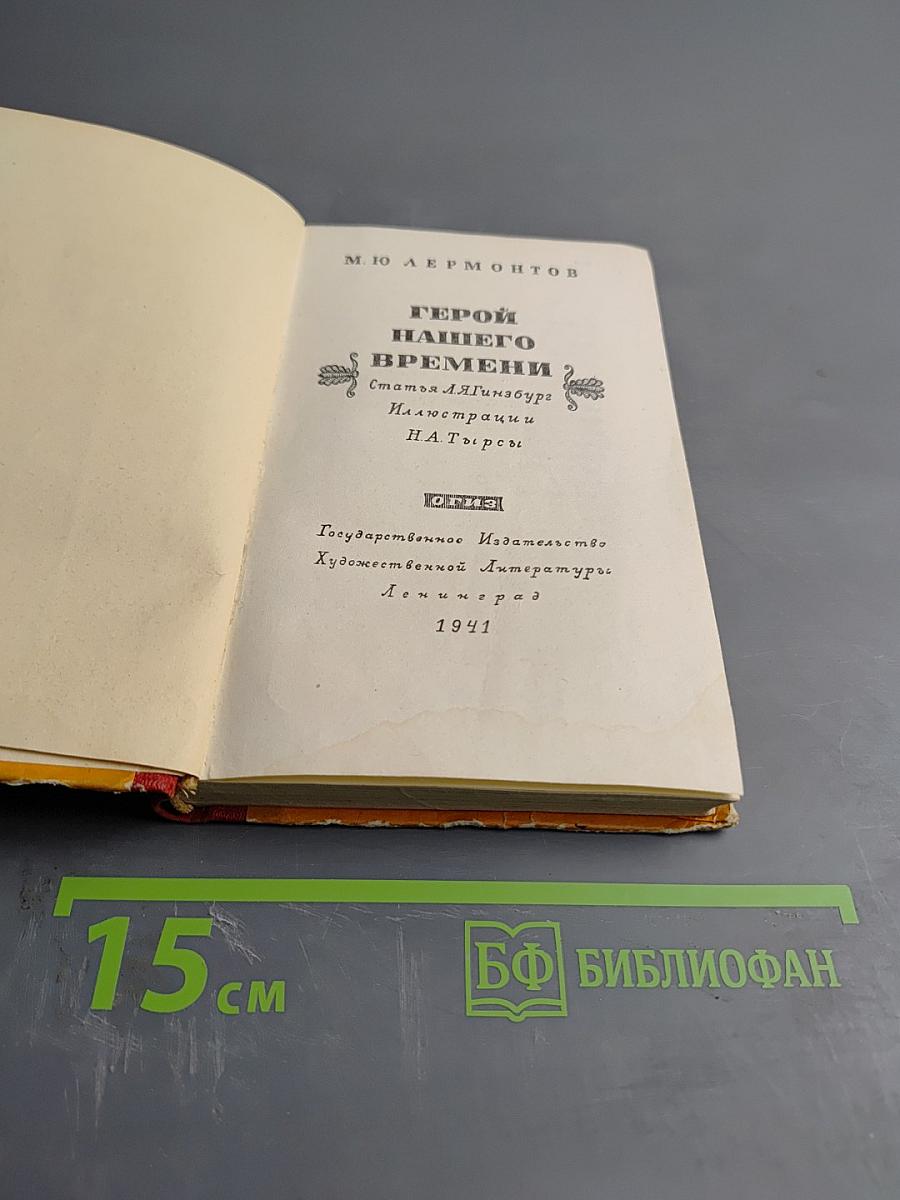 М. Ю ЛЕРМОНТОВ
ГЕРОЙ
НАШЕГО
ВРЕМЕНИ
Статья Л.Я.Гинзбург
Иллюстрации
Н.А.Тырсы
ОГИЗ
Государственное Издательство
Художественной Литературы
Ленинград
1941
15 см
БФ БИБЛИОФАН